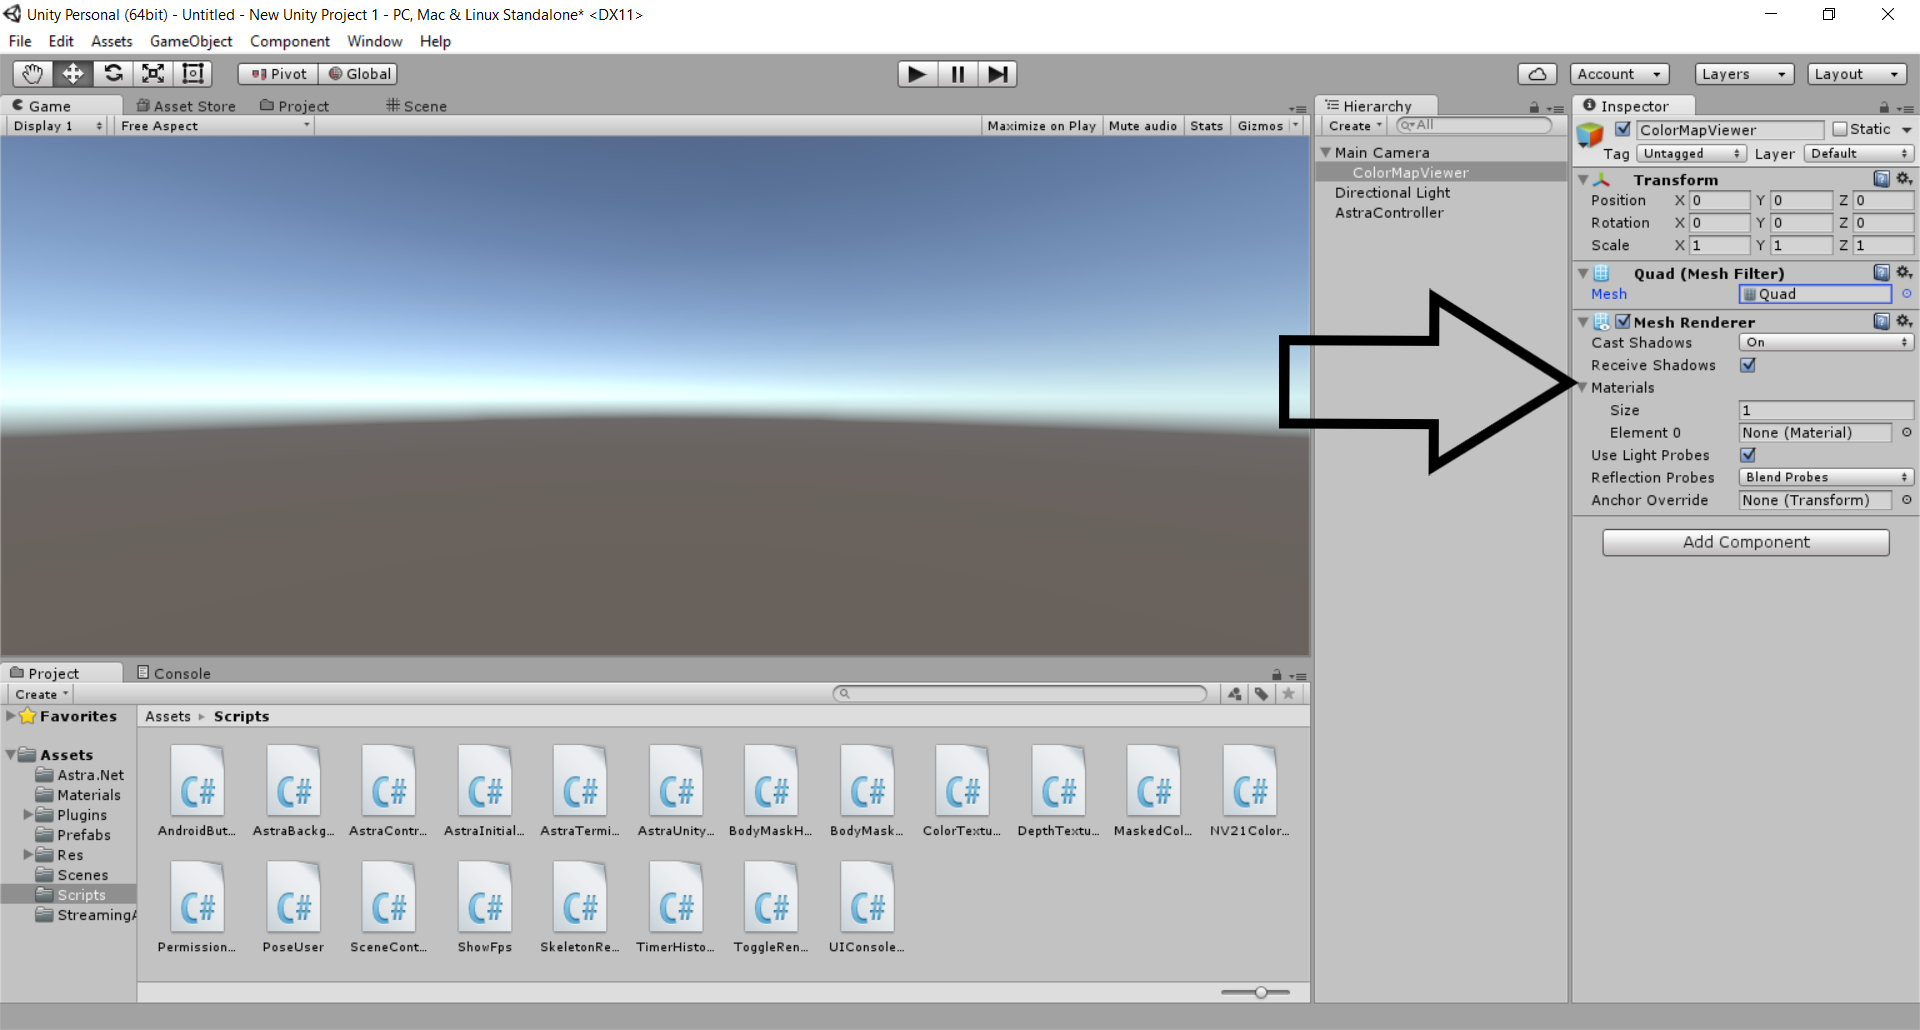 Unity Personal (64bit) - Untitled - New Unity Project 1 - PC, Mac & Linux Standalone* <DX11>
File Edit Assets GameObject Component Window Help
Pivot Global Account Layers Layout
Game Asset Store Project Scene
Display 1 Free Aspect Maximize on Play Mute audio Stats Gizmos
Hierarchy
Create All
Main Camera
ColorMapViewer
Directional Light
AstraController
Inspector
ColorMapViewer Static
Tag Untagged Layer Default
Transform
Position X 0 Y 0 Z 0
Rotation X 0 Y 0 Z 0
Scale X 1 Y 1 Z 1
Quad (Mesh Filter)
Mesh Quad
Mesh Renderer
Cast Shadows On
Receive Shadows
Materials
Size 1
Element 0 None (Material)
Use Light Probes
Reflection Probes Blend Probes
Anchor Override None (Transform)
Add Component
Project Console
Create
Favorites
Assets
Astra.Net
Materials
Plugins
Prefabs
Res
Scenes
Scripts
StreamingA
Assets Scripts
C# C# C# C# C# C# C# C# C# C# C# C#
AndroidBut... AstraBackg... AstraContr... AstraInitial... AstraTermi... AstraUnity... BodyMaskH... BodyMask... ColorTextu... DepthTextu... MaskedCol... NV21Color...
C# C# C# C# C# C# C# C#
Permission... PoseUser SceneCont... ShowFps SkeletonRe... TimerHisto... ToggleRen... UIConsole...